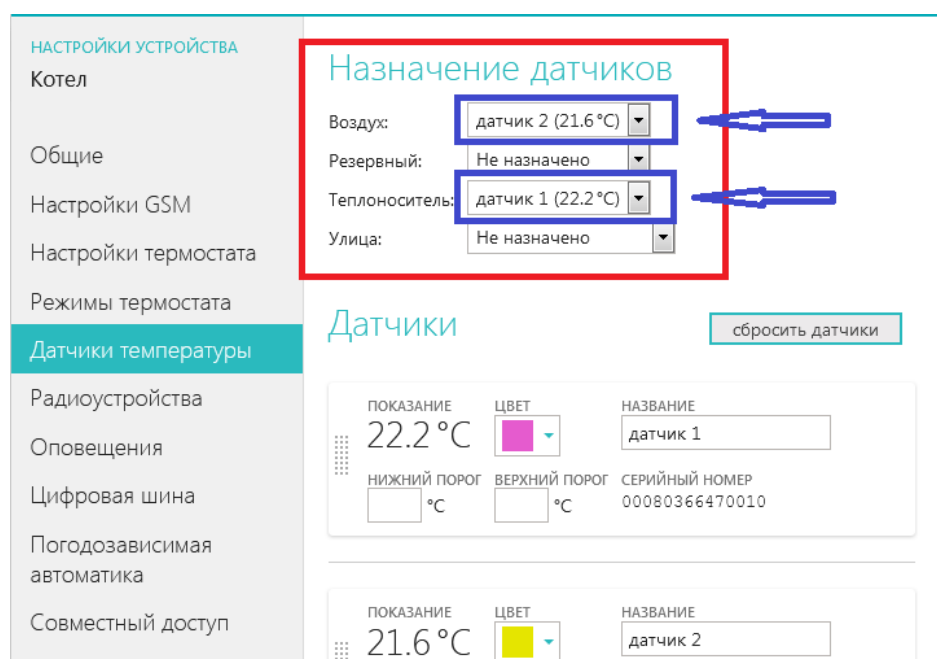 НАСТРОЙКИ УСТРОЙСТВА
Котел
Общие
Настройки GSM
Настройки термостата
Режимы термостата
Датчики температуры
Радиоустройства
Оповещения
Цифровая шина
Погодозависимая
автоматика
Совместный доступ
Назначение датчиков
Воздух: датчик 2 (21.6°C)
Резервный: Не назначено
Теплоноситель: датчик 1 (22.2°C)
Улица: Не назначено
Датчики
сбросить датчики
ПОКАЗАНИЕ ЦВЕТ НАЗВАНИЕ
22.2°C датчик 1
НИЖНИЙ ПОРОГ ВЕРХНИЙ ПОРОГ СЕРИЙНЫЙ НОМЕР
°C °C 00080366470010
ПОКАЗАНИЕ ЦВЕТ НАЗВАНИЕ
21.6°C датчик 2